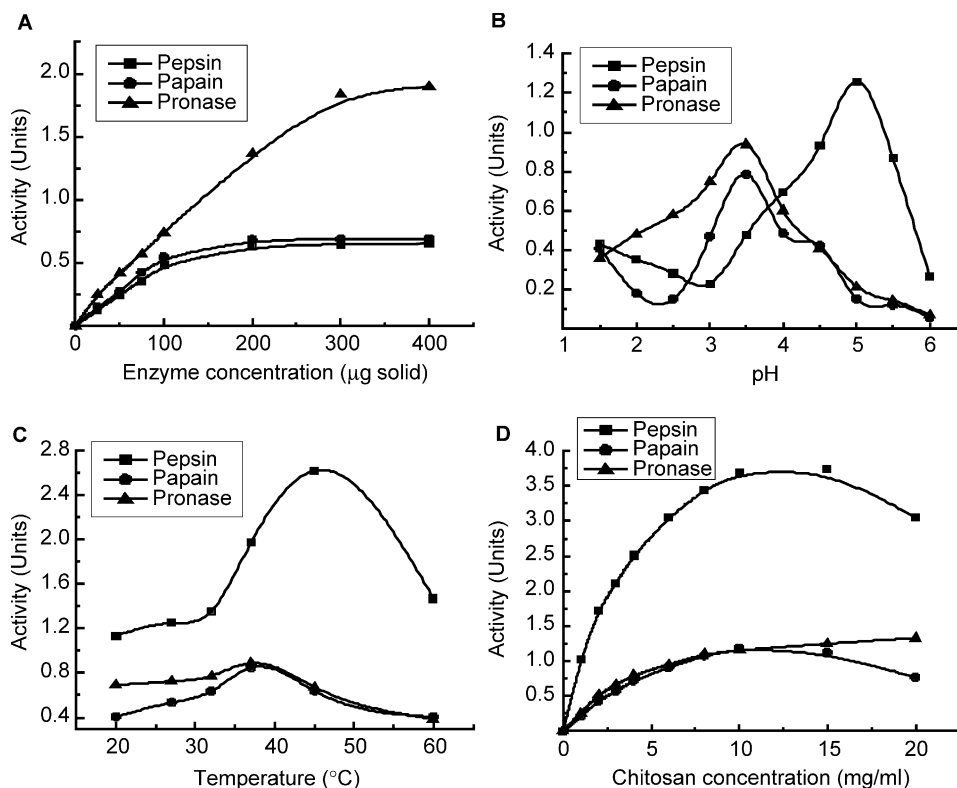 A
Pepsin
Papain
Pronase
Activity (Units)
2.0
1.5
1.0
0.5
0 100 200 300 400
Enzyme concentration (μg solid)
B
Pepsin
Papain
Pronase
Activity (Units)
1.4
1.2
1.0
0.8
0.6
0.4
0.2
1 2 3 4 5 6
pH
C
Pepsin
Papain
Pronase
Activity (Units)
2.8
2.4
2.0
1.6
1.2
0.8
0.4
20 30 40 50 60
Temperature (°C)
D
Pepsin
Papain
Pronase
Activity (Units)
4.0
3.5
3.0
2.5
2.0
1.5
1.0
0.5
0 5 10 15 20
Chitosan concentration (mg/ml)